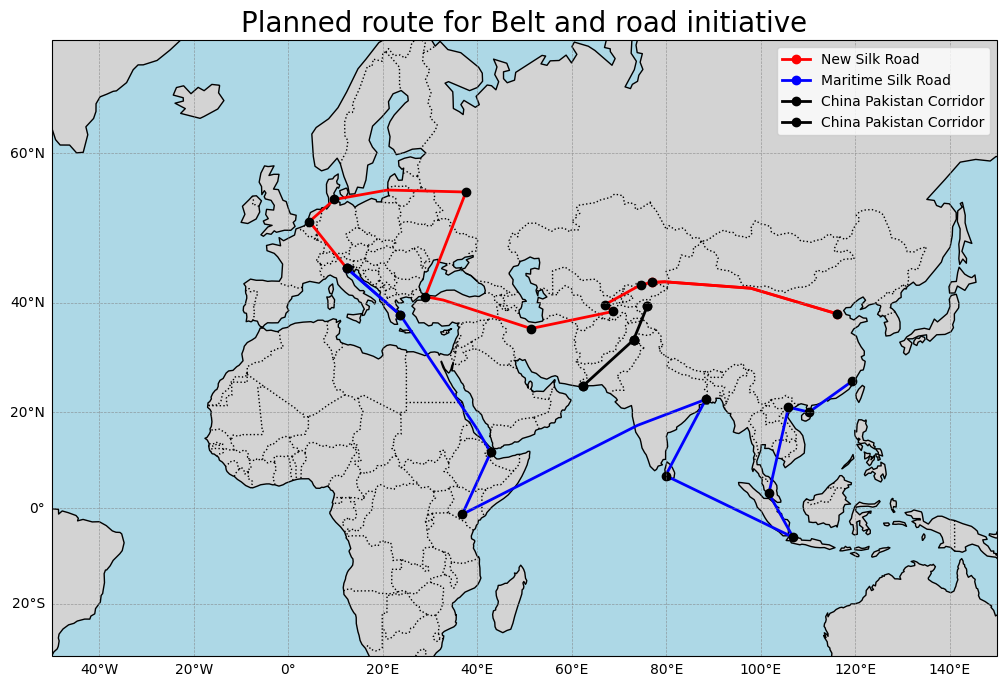 Planned route for Belt and road initiative
New Silk Road
Maritime Silk Road
China Pakistan Corridor
China Pakistan Corridor
60°N
40°N
20°N
0°
20°S
40°W
20°W
0°
20°E
40°E
60°E
80°E
100°E
120°E
140°E